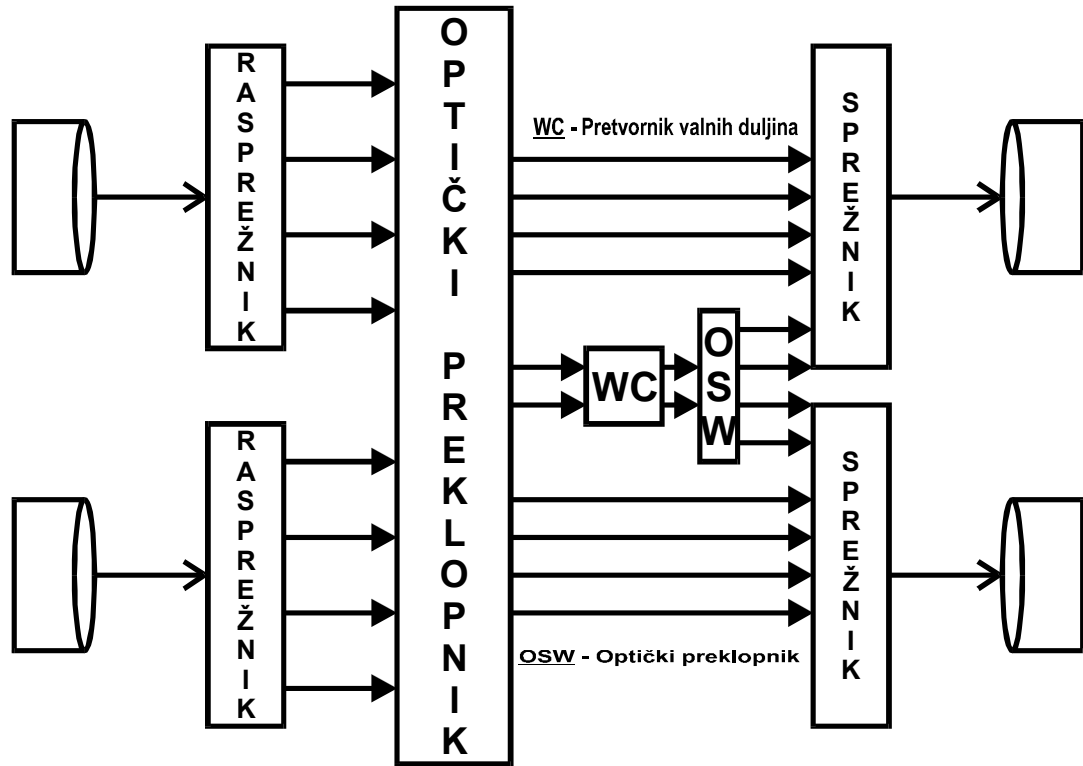 RASPREŽNIK
OPTIČKI PREKLOPNIK
WC - Pretvornik valnih duljina
SPREŽNIK
WC
OSW
RASPREŽNIK
SPREŽNIK
OSW - Optički preklopnik